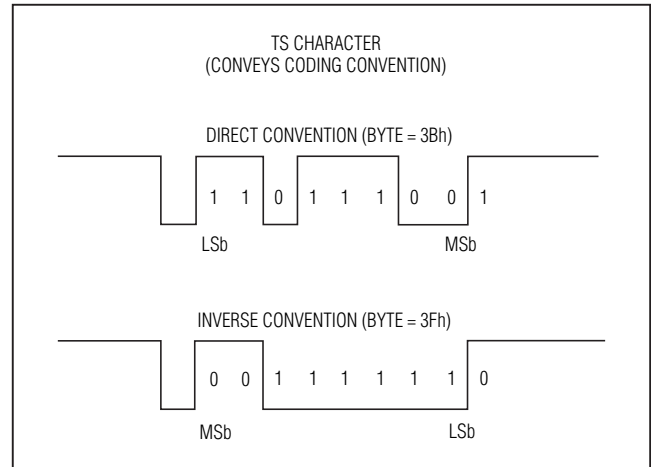 TS CHARACTER
(CONVEYS CODING CONVENTION)
DIRECT CONVENTION (BYTE = 3Bh)
1 1 0 1 1 1 0 0 1
LSb MSb
INVERSE CONVENTION (BYTE = 3Fh)
0 0 1 1 1 1 1 1 0
MSb LSb